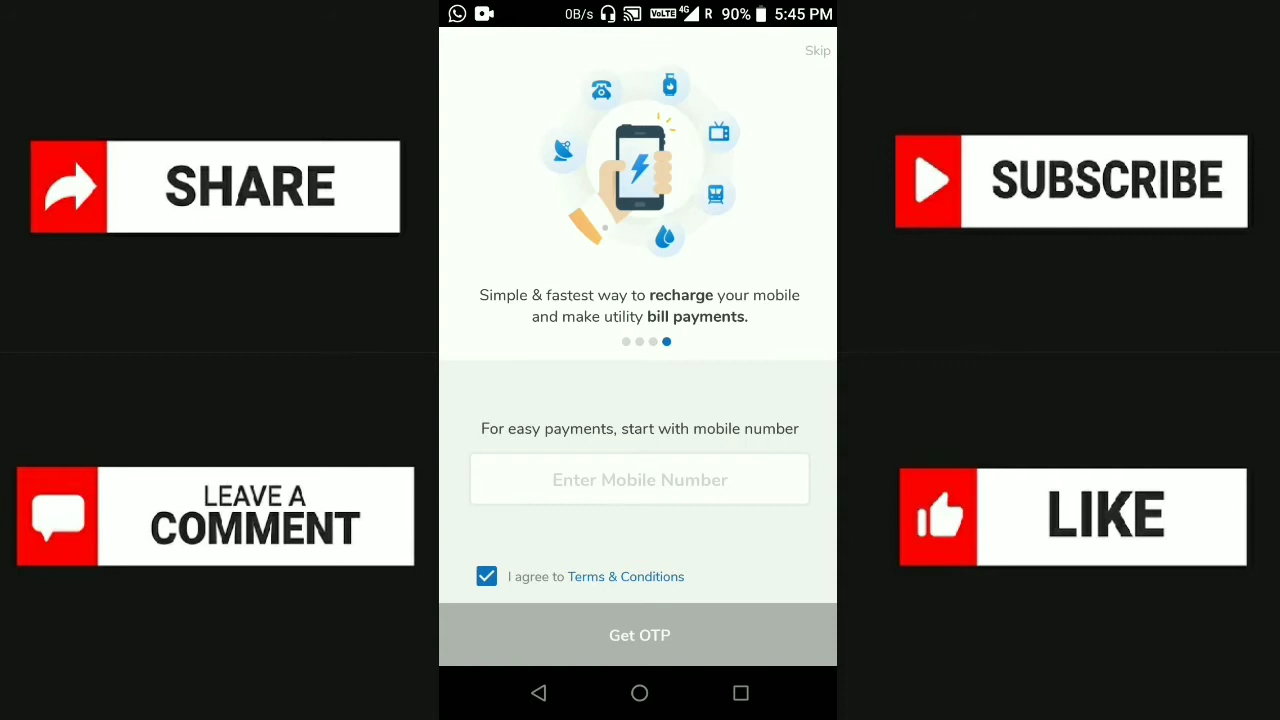 0B/s VoLTE 4G R 90% 5:45 PM
Skip
SHARE
SUBSCRIBE
Simple & fastest way to recharge your mobile
and make utility bill payments.
For easy payments, start with mobile number
Enter Mobile Number
LEAVE A
COMMENT
LIKE
I agree to Terms & Conditions
Get OTP